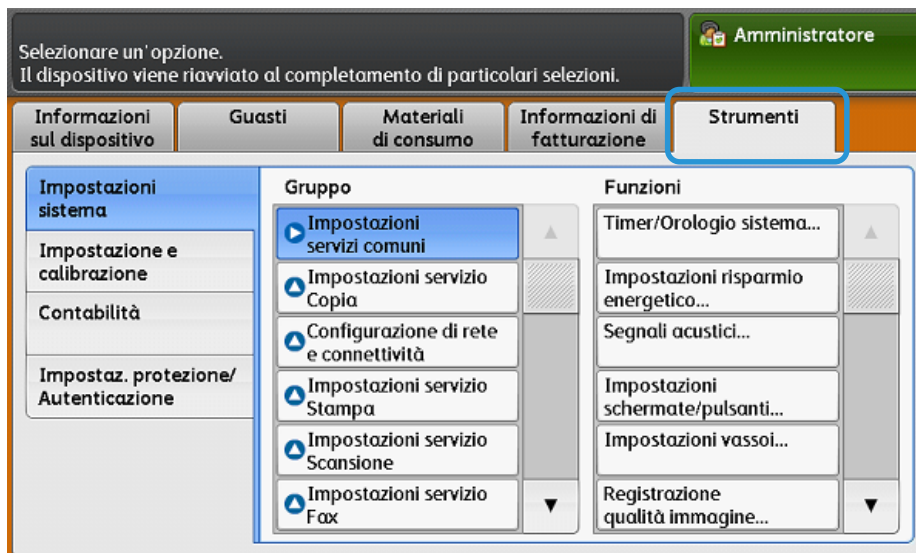 Selezionare un'opzione.
Il dispositivo viene riavviato al completamento di particolari selezioni.
Amministratore
Informazioni
sul dispositivo
Guasti
Materiali
di consumo
Informazioni di
fatturazione
Strumenti
Impostazioni
sistema
Impostazione e
calibrazione
Contabilità
Impostaz. protezione/
Autenticazione
Gruppo
Impostazioni
servizi comuni
Impostazioni servizio
Copia
Configurazione di rete
e connettività
Impostazioni servizio
Stampa
Impostazioni servizio
Scansione
Impostazioni servizio
Fax
Funzioni
Timer/Orologio sistema...
Impostazioni risparmio
energetico...
Segnali acustici...
Impostazioni
schermate/pulsanti...
Impostazioni vassoi...
Registrazione
qualità immagine...